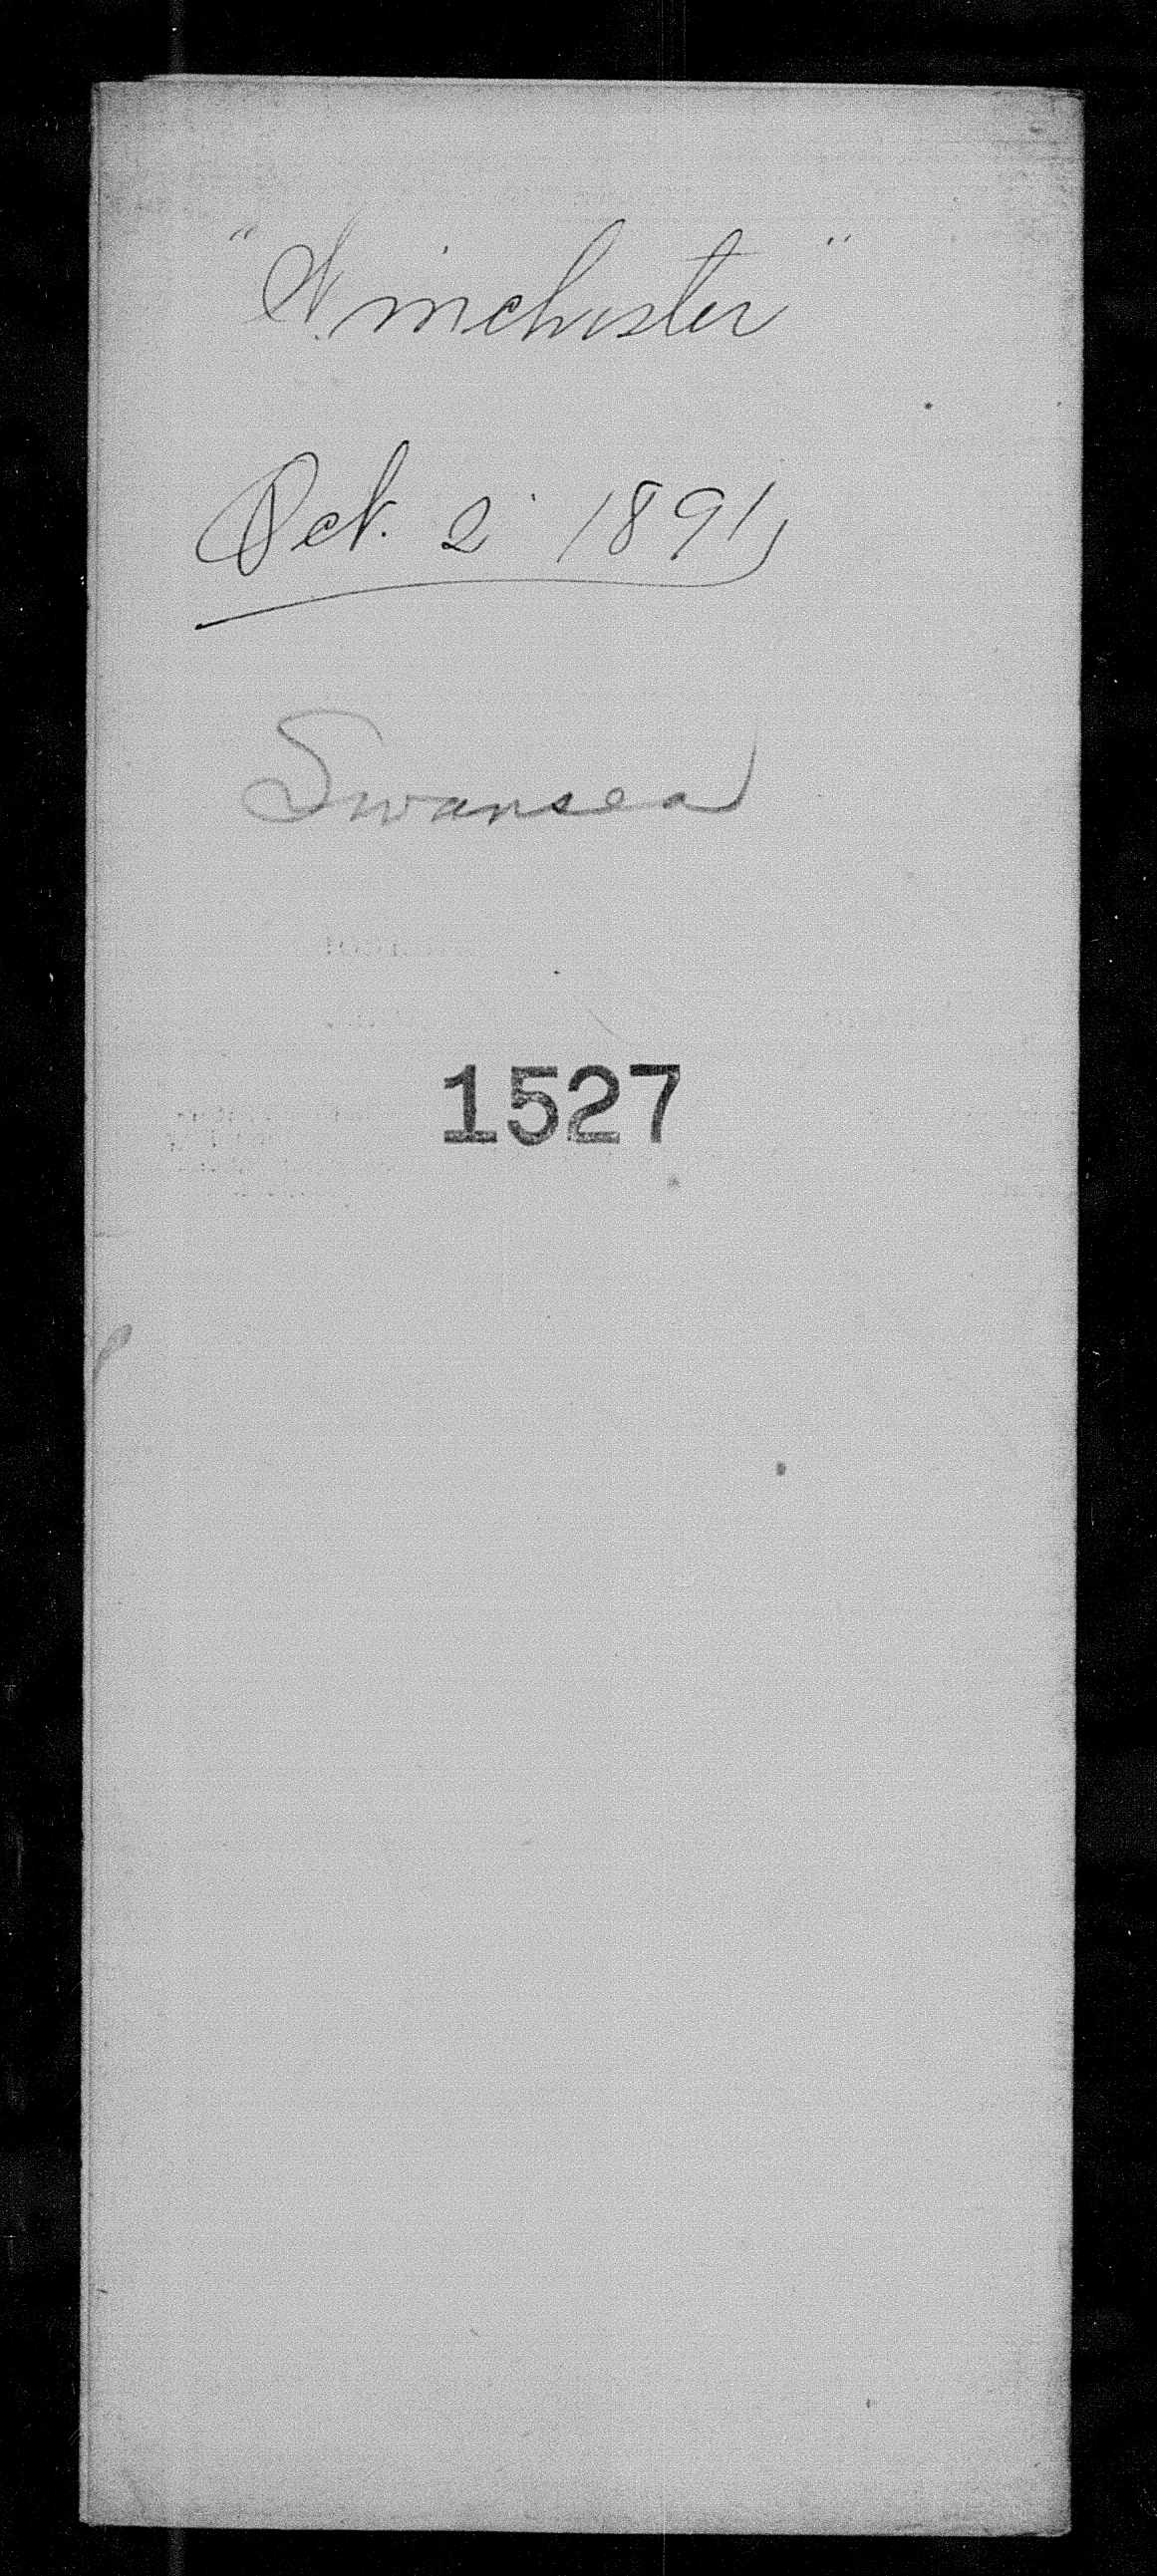 "Winchester"
Oct. 2 1891,
Swansea
1527